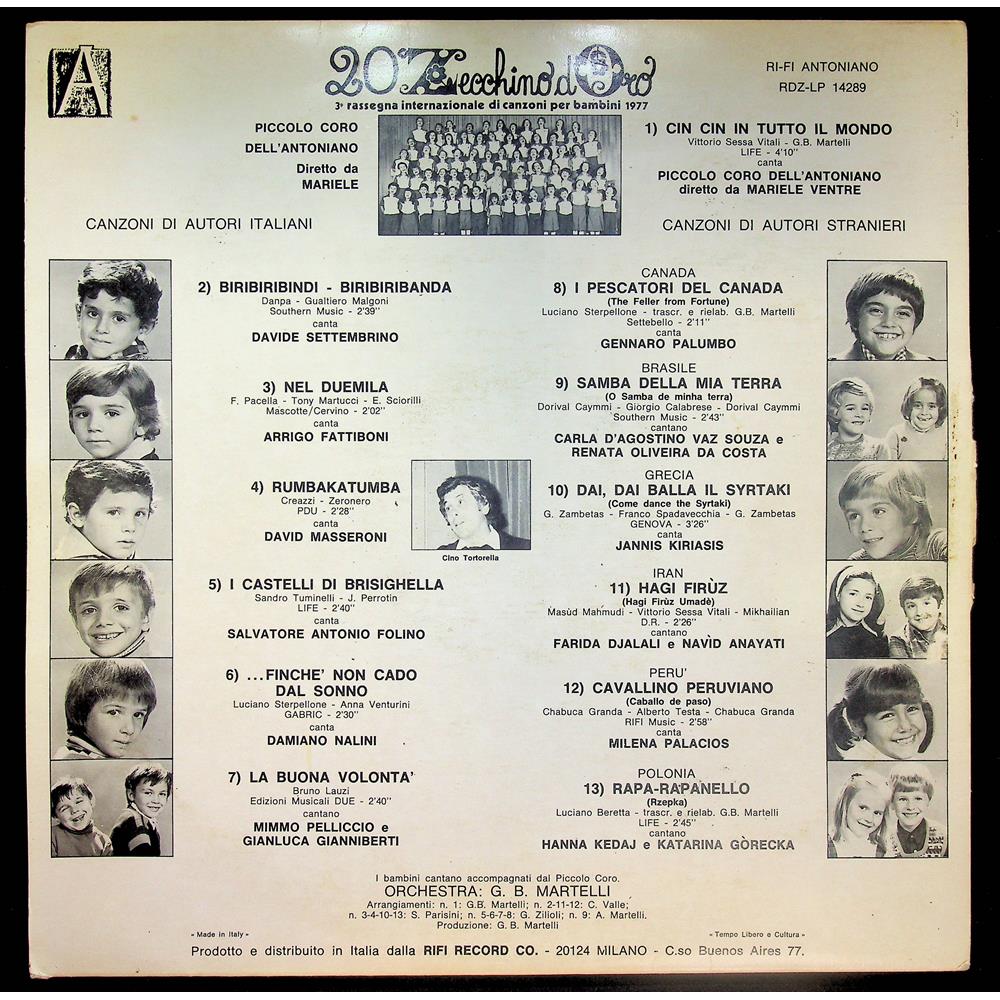 A
20° Zecchino d'Oro
3ª rassegna internazionale di canzoni per bambini 1977
RI-FI ANTONIANO
RDZ-LP 14289
PICCOLO CORO
DELL'ANTONIANO
Diretto da
MARIELE
1) CIN CIN IN TUTTO IL MONDO
Vittorio Sessa Vitali - G.B. Martelli
LIFE - 4'10''
canta
PICCOLO CORO DELL'ANTONIANO
diretto da MARIELE VENTRE
CANZONI DI AUTORI ITALIANI
2) BIRIBIRIBINDI - BIRIBIRIBANDA
Danpa - Gualtiero Malgoni
Southern Music - 2'39''
canta
DAVIDE SETTEMBRINO
3) NEL DUEMILA
F. Pacella - Tony Martucci - E. Sciorilli
Mascotte/Cervino - 2'02''
canta
ARRIGO FATTIBONI
4) RUMBAKATUMBA
Creazzi - Zeronero
PDU - 2'28''
canta
DAVID MASSERONI
Cino Tortorella
5) I CASTELLI DI BRISIGHELLA
Sandro Tuminelli - J. Perrotin
LIFE - 2'40''
canta
SALVATORE ANTONIO FOLINO
6) ...FINCHE' NON CADO
DAL SONNO
Luciano Sterpellone - Anna Venturini
GABRIC - 2'30''
canta
DAMIANO NALINI
7) LA BUONA VOLONTA'
Bruno Lauzi
Edizioni Musicali DUE - 2'40''
cantano
MIMMO PELLICCIO e
GIANLUCA GIANNIBERTI
CANZONI DI AUTORI STRANIERI
CANADA
8) I PESCATORI DEL CANADA
(The Feller from Fortune)
Luciano Sterpellone - trascr. e rielab. G.B. Martelli
Settebello - 2'11''
canta
GENNARO PALUMBO
BRASILE
9) SAMBA DELLA MIA TERRA
(O Samba de minha terra)
Dorival Caymmi - Giorgio Calabrese - Dorival Caymmi
Southern Music - 2'43''
cantano
CARLA D'AGOSTINO VAZ SOUZA e
RENATA OLIVEIRA DA COSTA
GRECIA
10) DAI, DAI BALLA IL SYRTAKI
(Come dance the Syrtaki)
G. Zambetas - Franco Spadavecchia - G. Zambetas
GENOVA - 3'26''
canta
JANNIS KIRIASIS
IRAN
11) HAGI FIRÙZ
(Hagi Firùz Umadè)
Masùd Mahmudi - Vittorio Sessa Vitali - Mikhailian
D.R. - 2'26''
cantano
FARIDA DJALALI e NAVÌD ANAYATI
PERU'
12) CAVALLINO PERUVIANO
(Caballo de paso)
Chabuca Granda - Alberto Testa - Chabuca Granda
RIFI Music - 2'58''
canta
MILENA PALACIOS
POLONIA
13) RAPA-RAPANELLO
(Rzepka)
Luciano Beretta - trascr. e rielab. G.B. Martelli
LIFE - 2'45''
cantano
HANNA KEDAJ e KATARINA GÒRECKA
I bambini cantano accompagnati dal Piccolo Coro.
ORCHESTRA: G. B. MARTELLI
Arrangiamenti: n. 1: G.B. Martelli; n. 2-11-12: C. Valle;
n. 3-4-10-13: S. Parisini; n. 5-6-7-8: G. Zilioli; n. 9: A. Martelli.
Produzione: G. B. Martelli
« Made in Italy »
« Tempo Libero e Cultura »
Prodotto e distribuito in Italia dalla RIFI RECORD CO. - 20124 MILANO - C.so Buenos Aires 77.